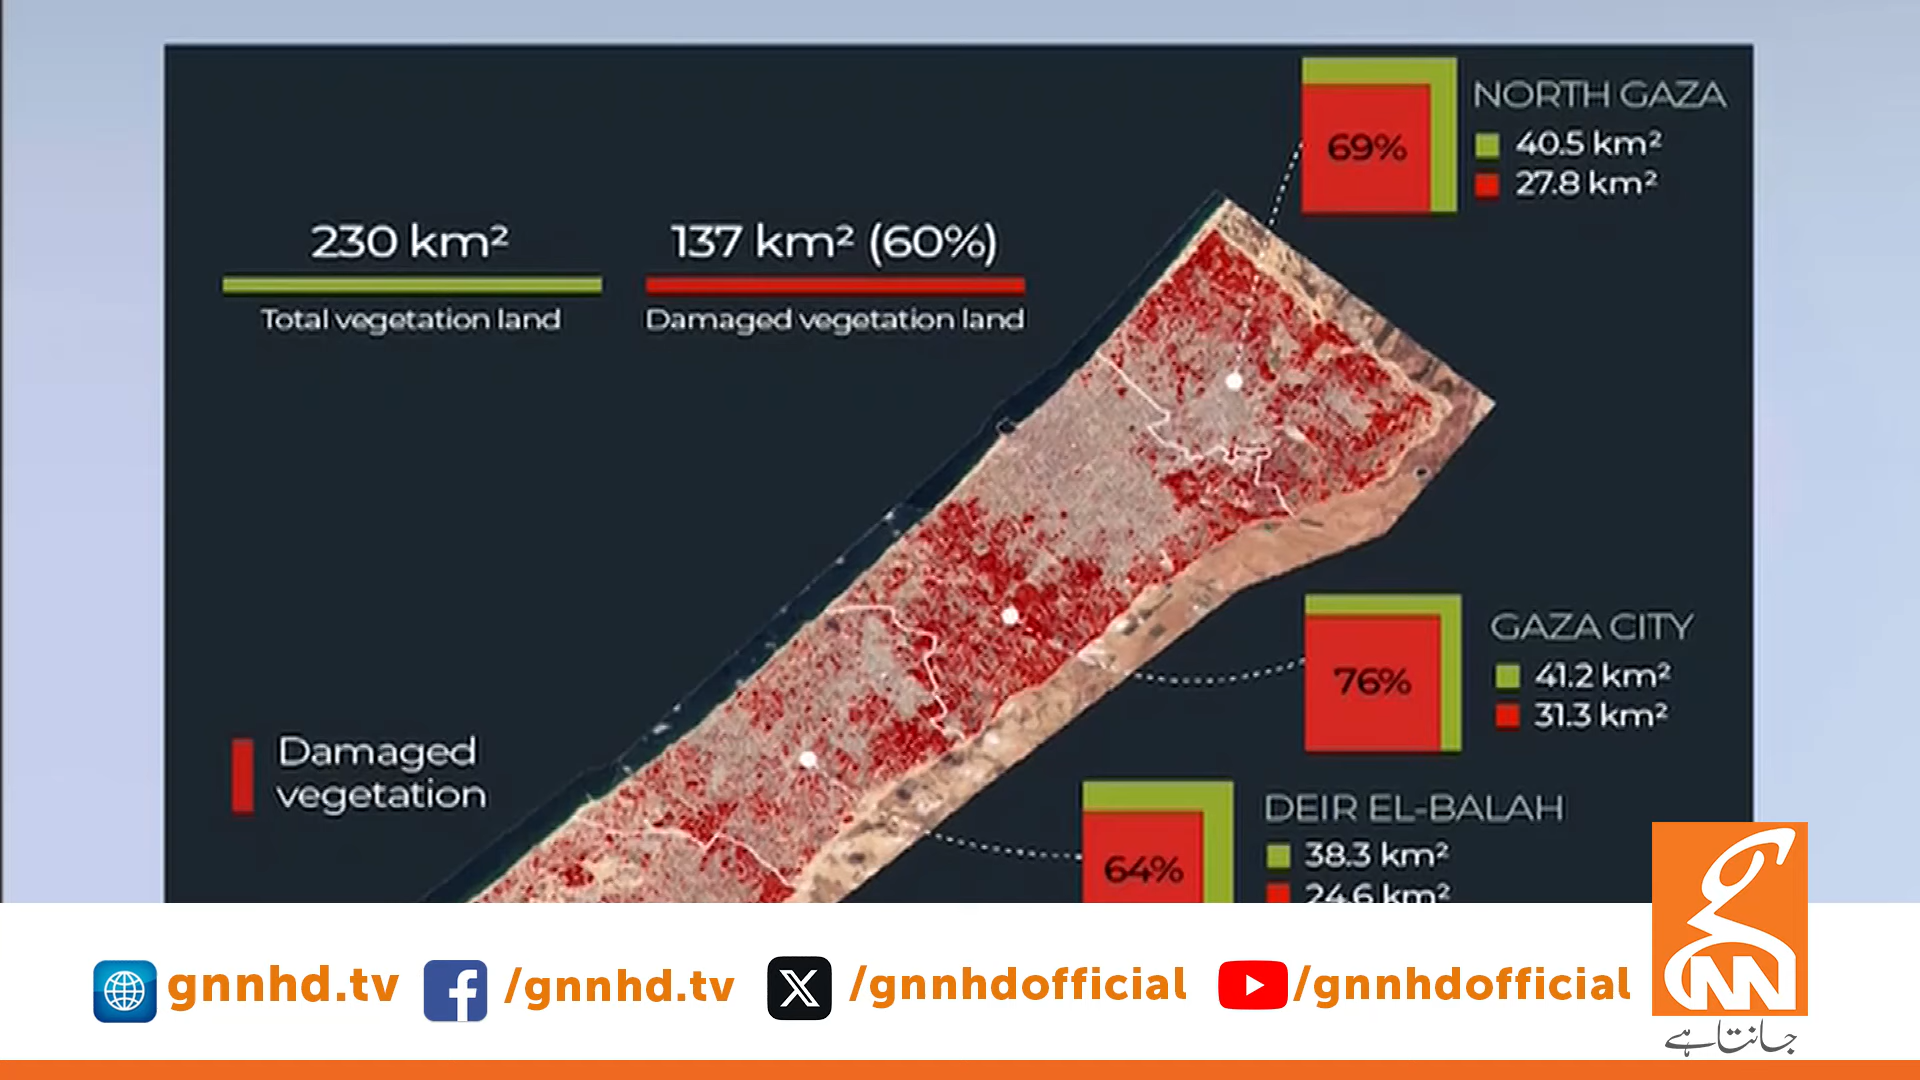 69%
NORTH GAZA
40.5 km²
27.8 km²
230 km²
Total vegetation land
137 km² (60%)
Damaged vegetation land
76%
GAZA CITY
41.2 km²
31.3 km²
Damaged
vegetation
64%
DEIR EL-BALAH
38.3 km²
24.6 km²
gnnhd.tv
/gnnhd.tv
/gnnhdofficial
/gnnhdofficial
GNN
جانتا ہے